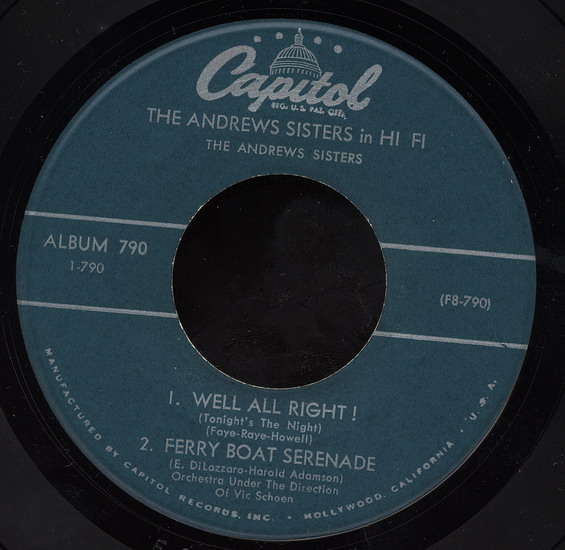 Capitol
REG. U.S. PAT. OFF.
THE ANDREWS SISTERS in HI FI
THE ANDREWS SISTERS
ALBUM 790
1-790
(F8-790)
1. WELL ALL RIGHT!
(Tonight's The Night)
(Faye-Raye-Howell)
2. FERRY BOAT SERENADE
(E. DiLazzaro-Harold Adamson)
Orchestra Under The Direction
Of Vic Schoen
MANUFACTURED BY CAPITOL RECORDS, INC. • HOLLYWOOD, CALIFORNIA • U.S.A.